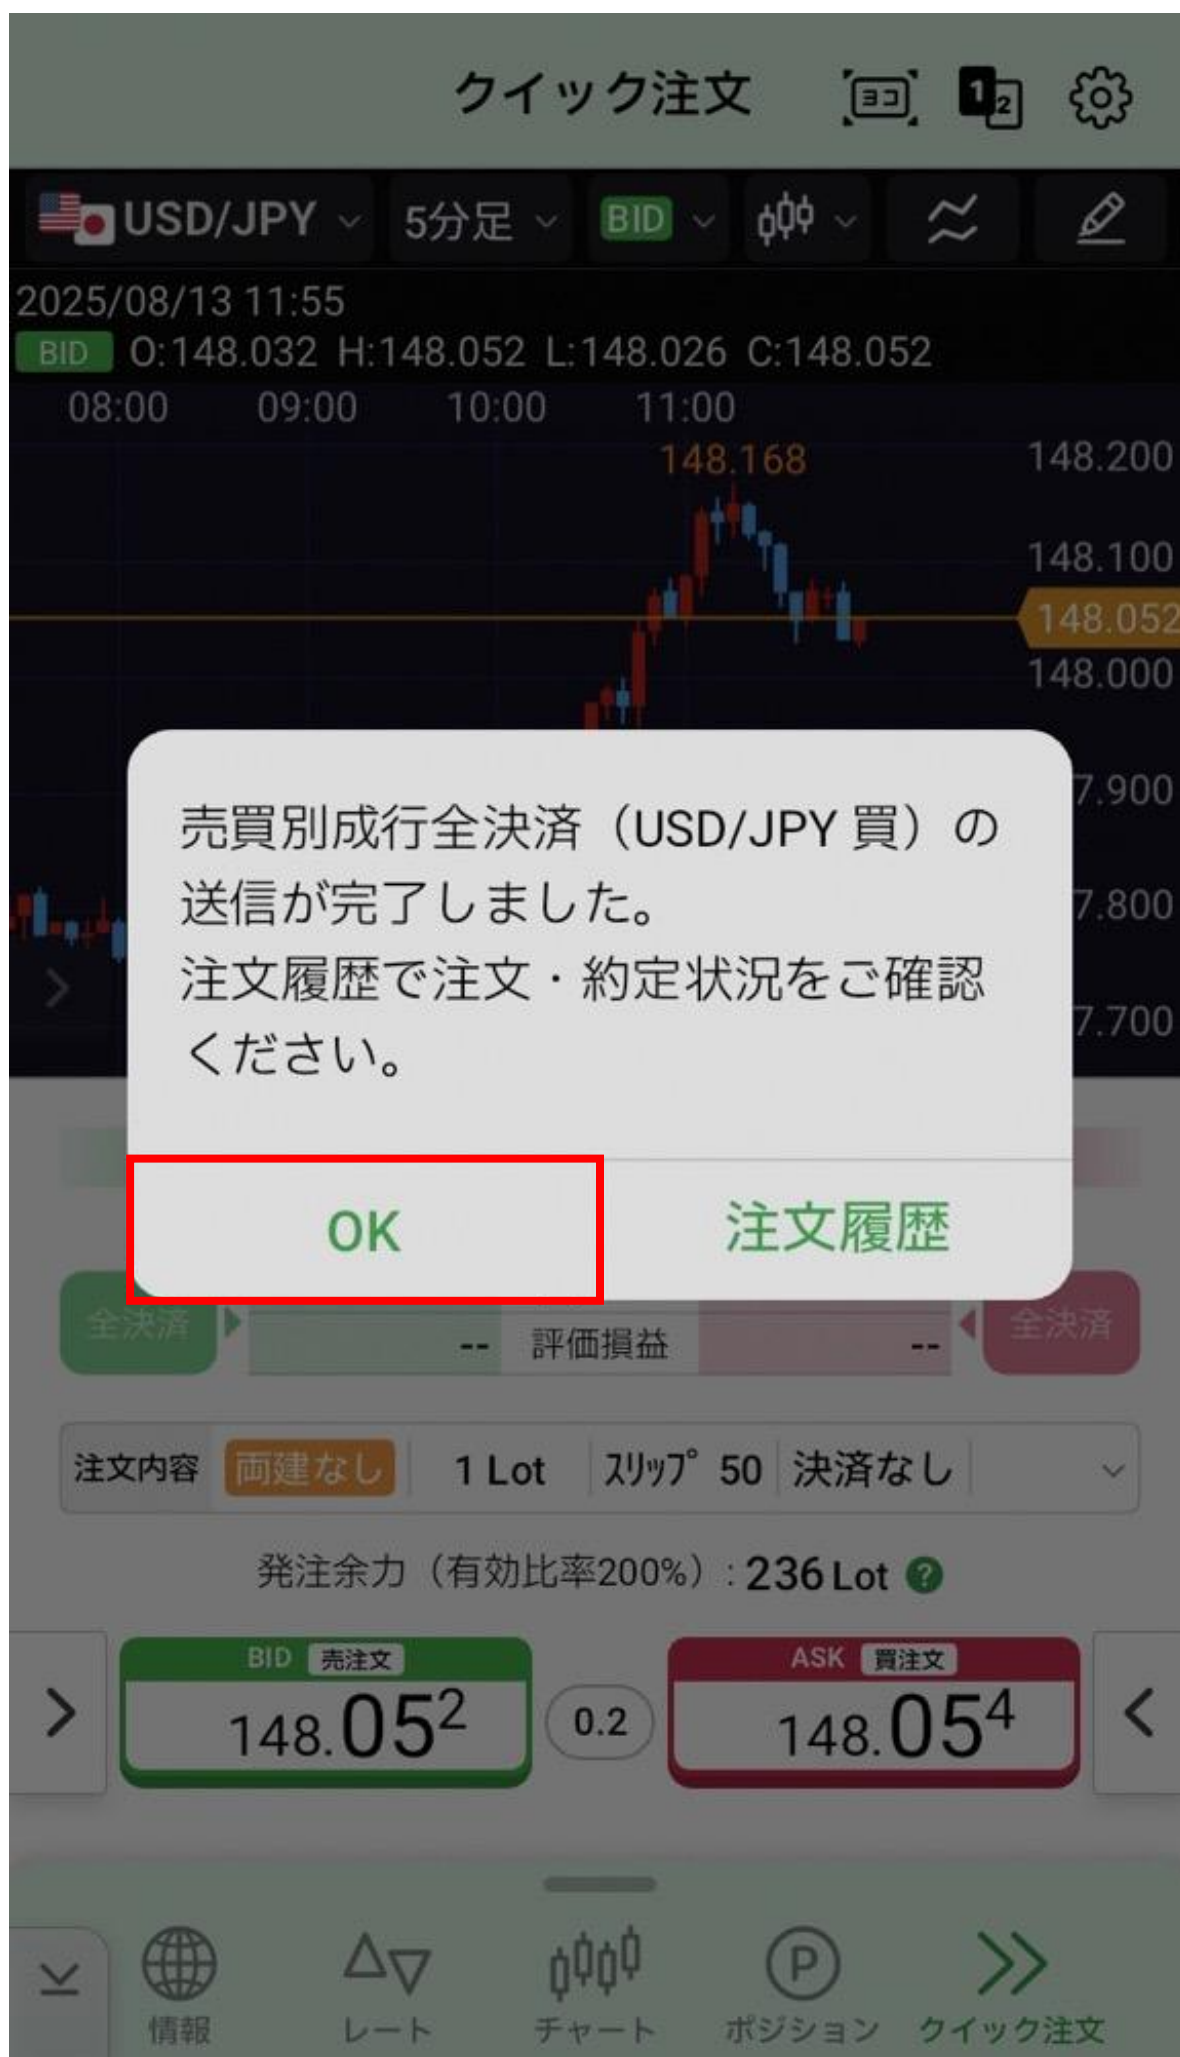 クイック注文 ヨコ 1 2
USD/JPY 5分足 BID
2025/08/13 11:55
BID O:148.032 H:148.052 L:148.026 C:148.052
08:00 09:00 10:00 11:00
148.168
148.200
148.100
148.052
148.000
7.900
7.800
7.700
売買別成行全決済（USD/JPY 買）の
送信が完了しました。
注文履歴で注文・約定状況をご確認
ください。
OK 注文履歴
全決済 -- 評価損益 -- 全決済
注文内容 両建なし 1 Lot ｽﾘｯﾌﾟ 50 決済なし
発注余力（有効比率200%）: 236 Lot ?
BID 売注文 ASK 買注文
148.052 0.2 148.054
情報 レート チャート P ポジション クイック注文